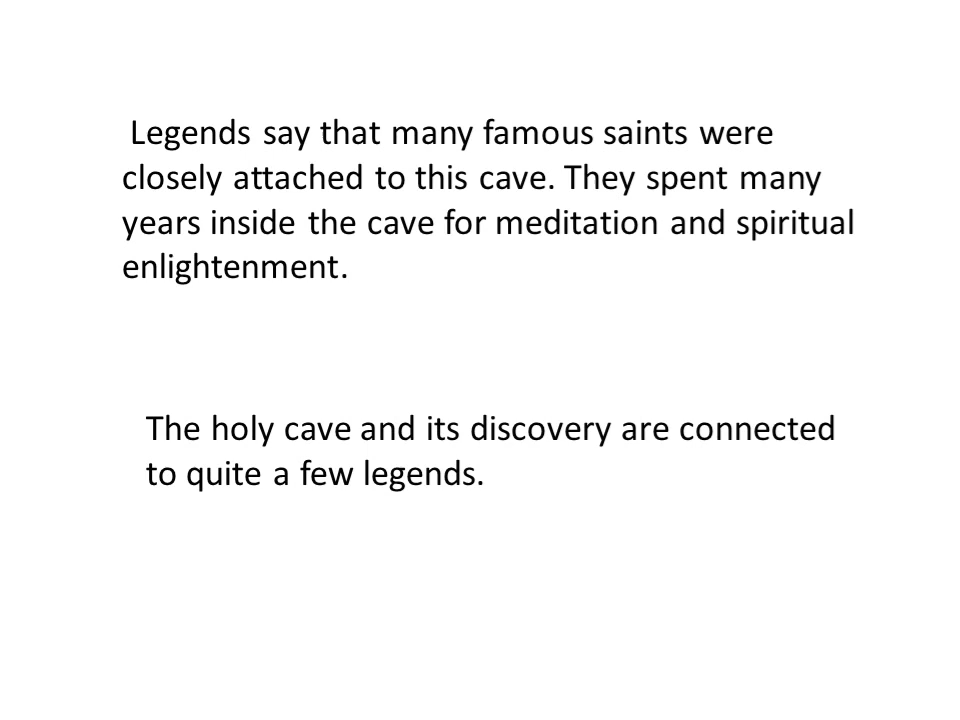 Legends say that many famous saints were
closely attached to this cave. They spent many
years inside the cave for meditation and spiritual
enlightenment.
The holy cave and its discovery are connected
to quite a few legends.